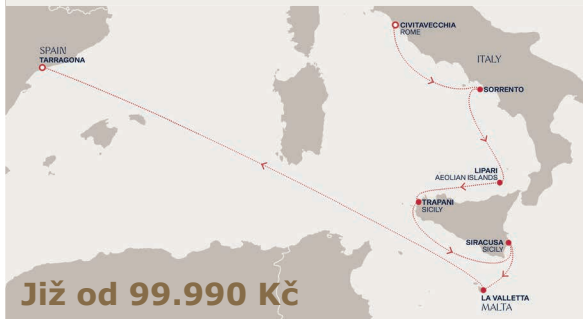 CIVITAVECCHIA
ROME
SPAIN
TARRAGONA
ITALY
SORRENTO
LIPARI
AEOLIAN ISLANDS
TRAPANI
SICILY
SIRACUSA
SICILY
Již od 99.990 Kč
LA VALLETTA
MALTA